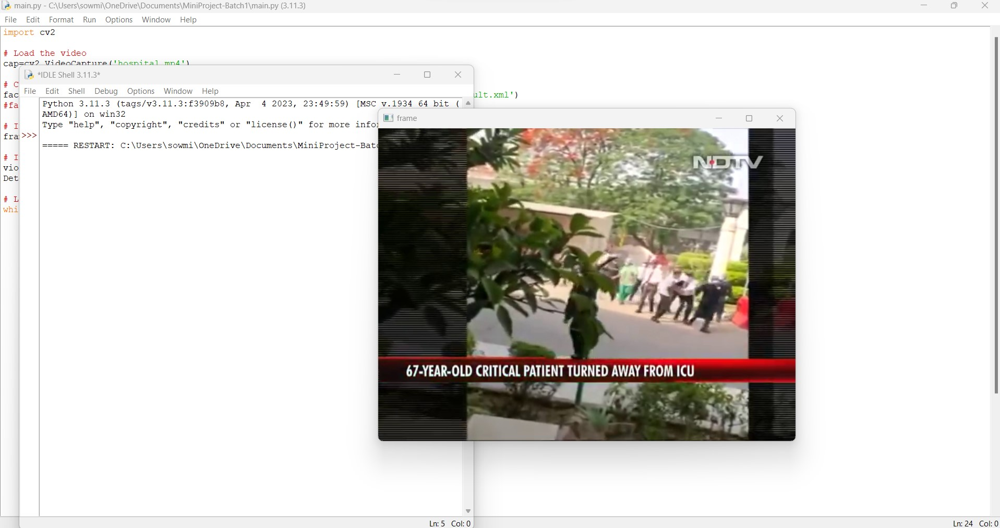 main.py - C:\Users\sowmi\OneDrive\Documents\MiniProject-Batch1\main.py (3.11.3)
File Edit Format Run Options Window Help
import cv2
# Load the video
cap=cv2.VideoCapture('hospital.mp4')
*IDLE Shell 3.11.3*
# C
File Edit Shell Debug Options Window Help
fac
ult.xml')
#fa
Python 3.11.3 (tags/v3.11.3:f3909b8, Apr 4 2023, 23:49:59) [MSC v.1934 64 bit (
AMD64)] on win32
Type "help", "copyright", "credits" or "license()" for more infor
# I
fra
>>>
===== RESTART: C:\Users\sowmi\OneDrive\Documents\MiniProject-Batc
# I
vio
Det
# L
whi
frame
NDTV
67-YEAR-OLD CRITICAL PATIENT TURNED AWAY FROM ICU
Ln: 5 Col: 0
Ln: 24 Col: 0